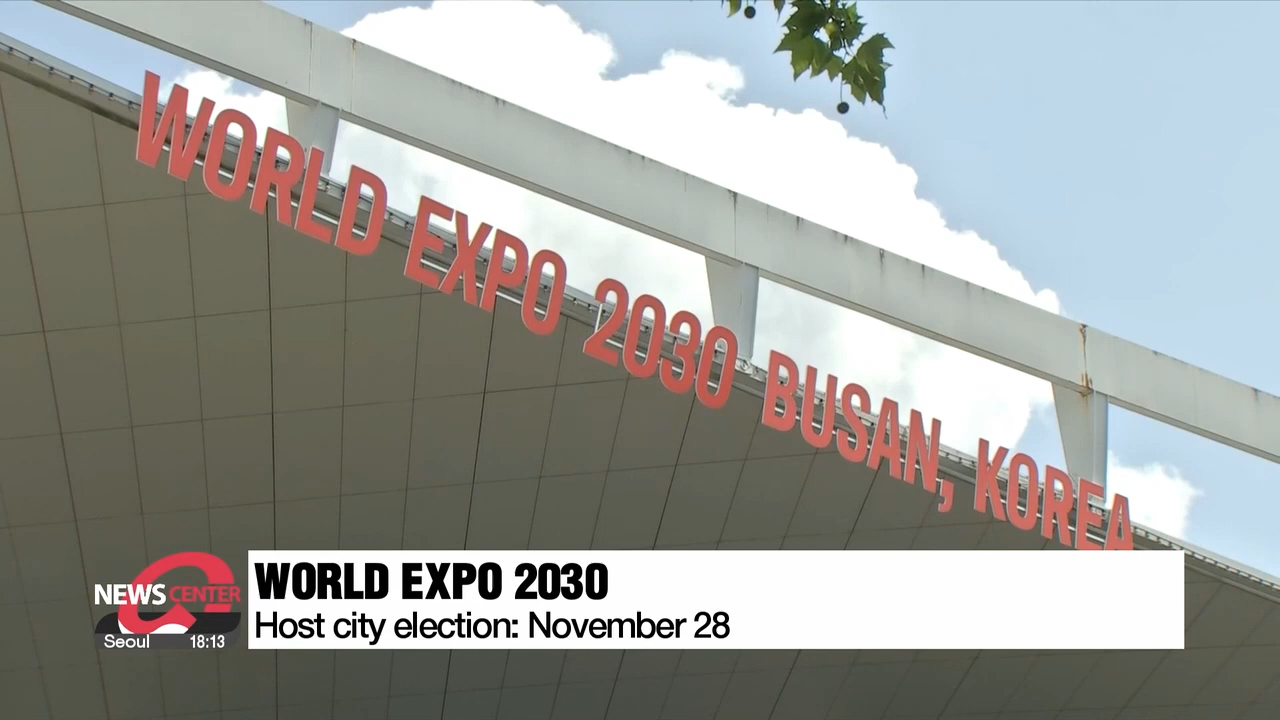 WORLD EXPO 2030 BUSAN, KOREA
WORLD EXPO 2030
NEWS CENTER
Host city election: November 28
Seoul 18:13